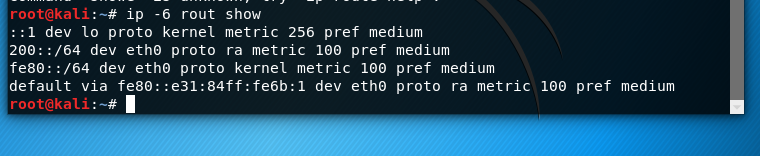 root@kali:~# ip -6 rout show
::1 dev lo proto kernel metric 256 pref medium
200::/64 dev eth0 proto ra metric 100 pref medium
fe80::/64 dev eth0 proto kernel metric 100 pref medium
default via fe80::e31:84ff:fe6b:1 dev eth0 proto ra metric 100 pref medium
root@kali:~#